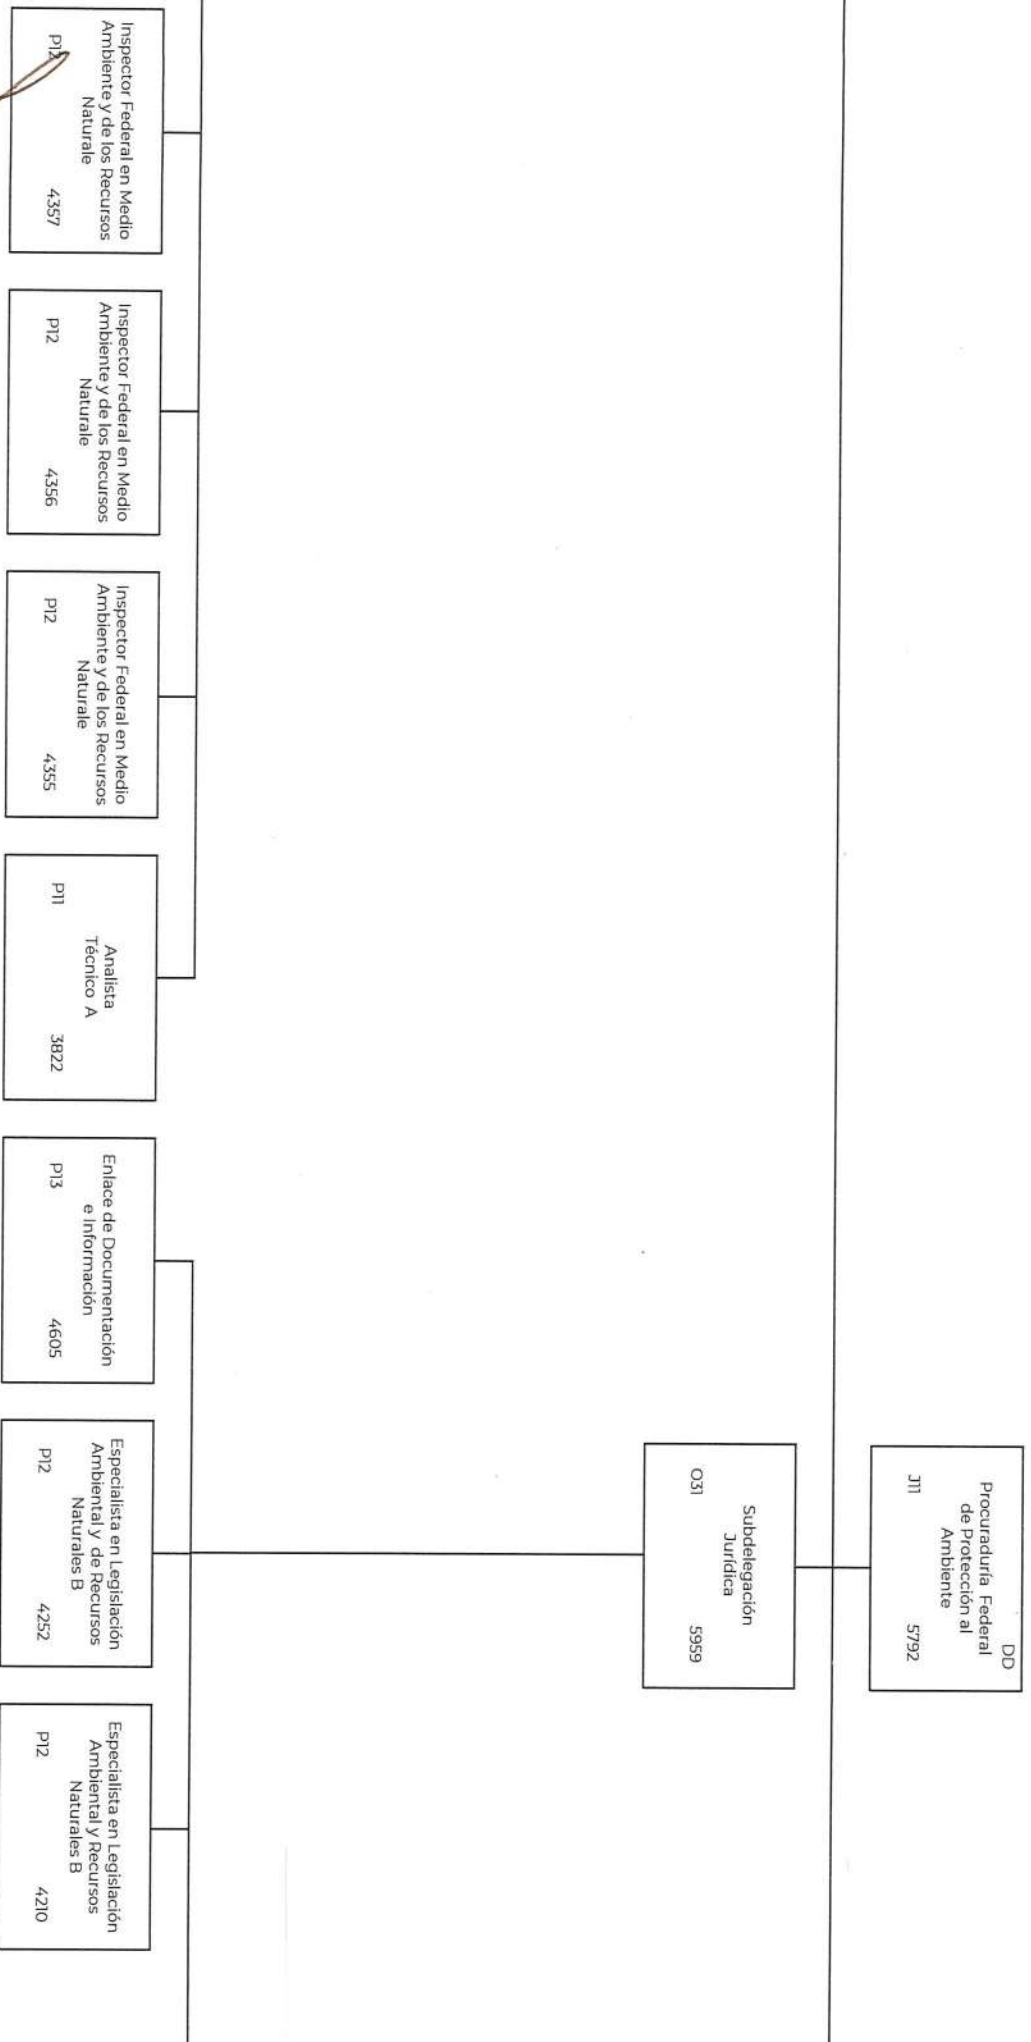 DD
Procuraduría Federal
de Protección al
Ambiente
J11 5792
Subdelegación
Jurídica
O31 5959
Inspector Federal en Medio
Ambiente y de los Recursos
Naturale
P12 4357
Inspector Federal en Medio
Ambiente y de los Recursos
Naturale
P12 4356
Inspector Federal en Medio
Ambiente y de los Recursos
Naturale
P12 4355
Analista
Técnico A
P11 3822
Enlace de Documentación
e Información
P13 4605
Especialista en Legislación
Ambiental y de Recursos
Naturales B
P12 4252
Especialista en Legislación
Ambiental y Recursos
Naturales B
P12 4210